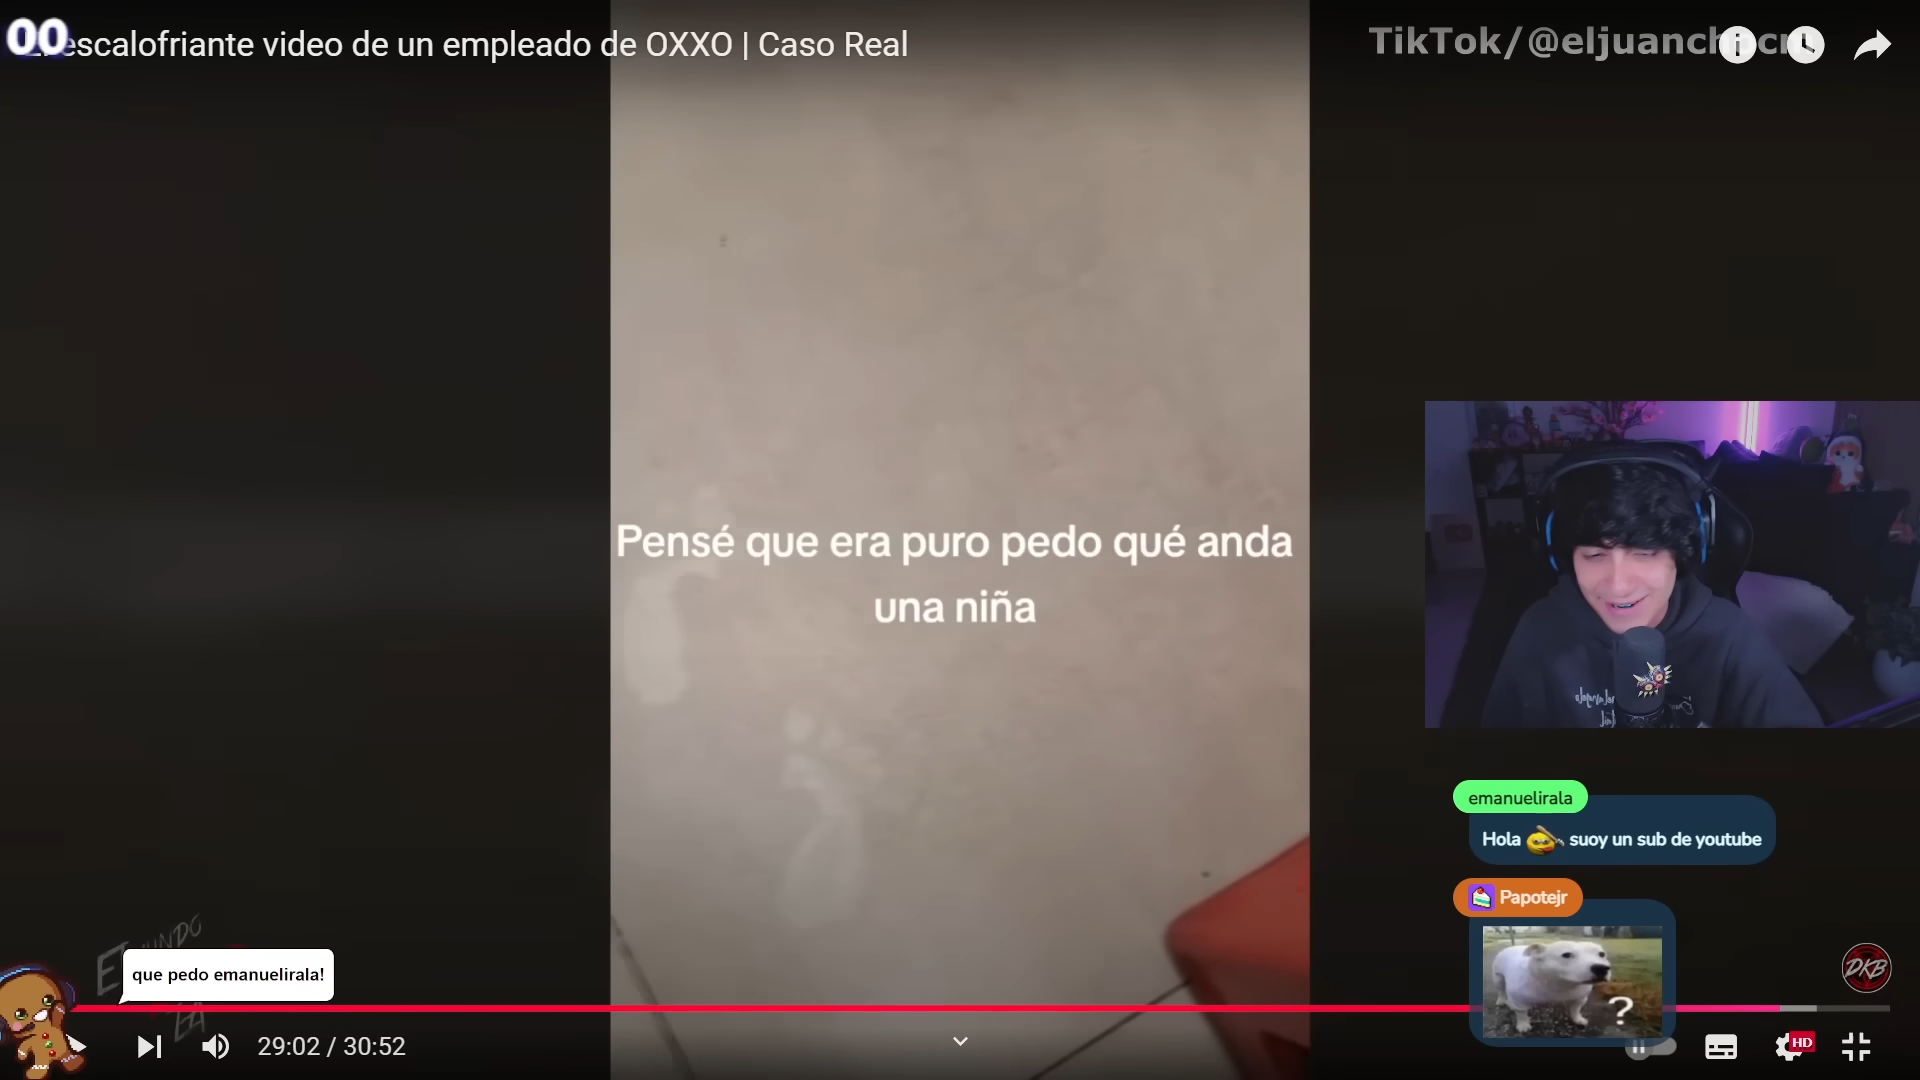 00
escalofriante video de un empleado de OXXO | Caso Real
TikTok/@eljuanch
Pensé que era puro pedo qué anda
una niña
emanuelirala
Hola suoy un sub de youtube
Papotejr
?
que pedo emanuelirala!
DKB
29:02 / 30:52
HD